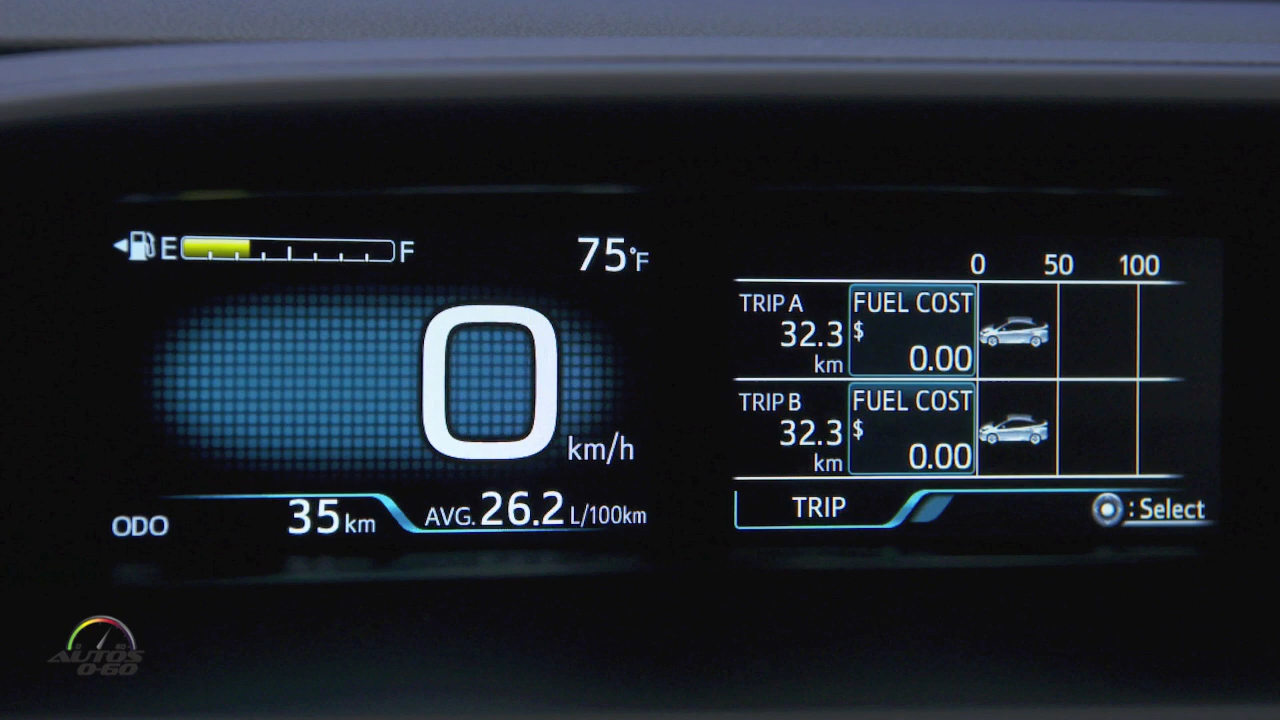 E F 75°F
0 km/h
ODO 35 km AVG. 26.2 L/100km
0 50 100
TRIP A FUEL COST
32.3 km $ 0.00
TRIP B FUEL COST
32.3 km $ 0.00
TRIP : Select
AUTOS
0-60